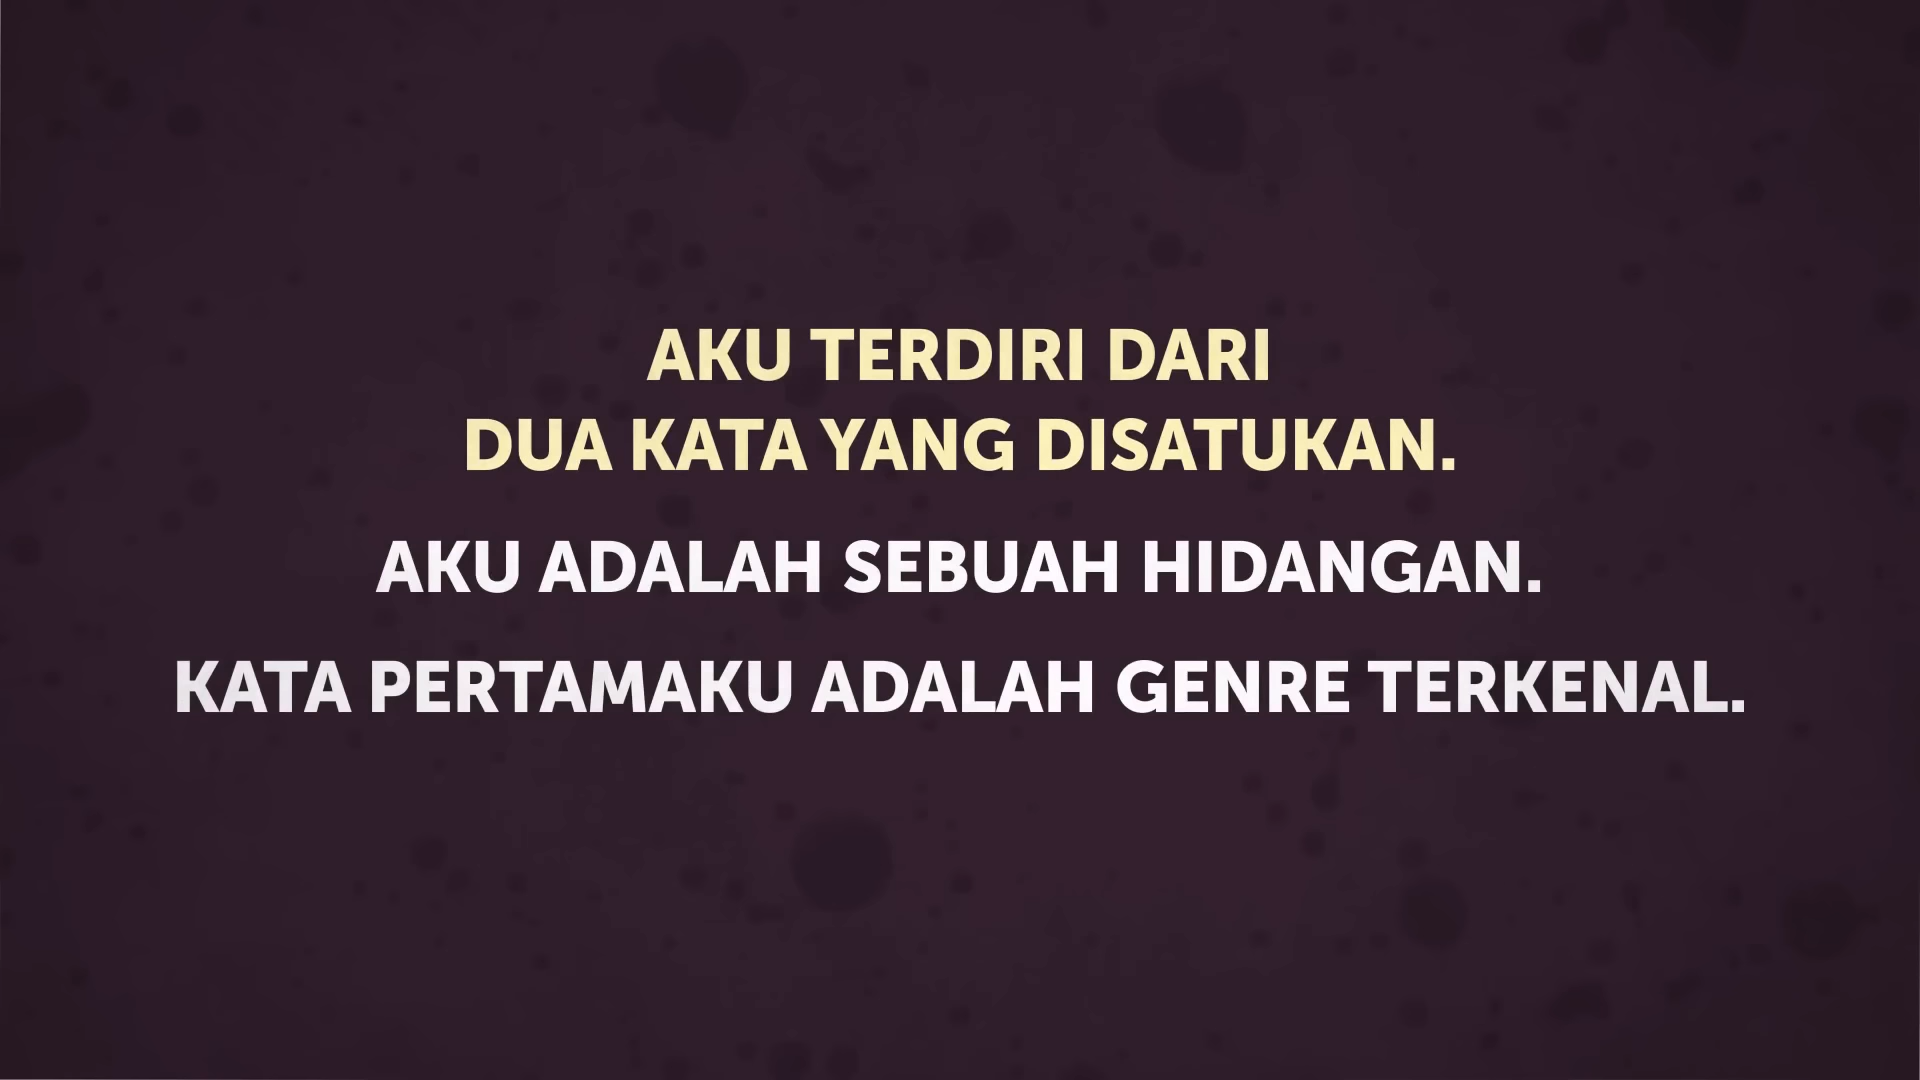 AKU TERDIRI DARI
DUA KATA YANG DISATUKAN.
AKU ADALAH SEBUAH HIDANGAN.
KATA PERTAMAKU ADALAH GENRE TERKENAL.